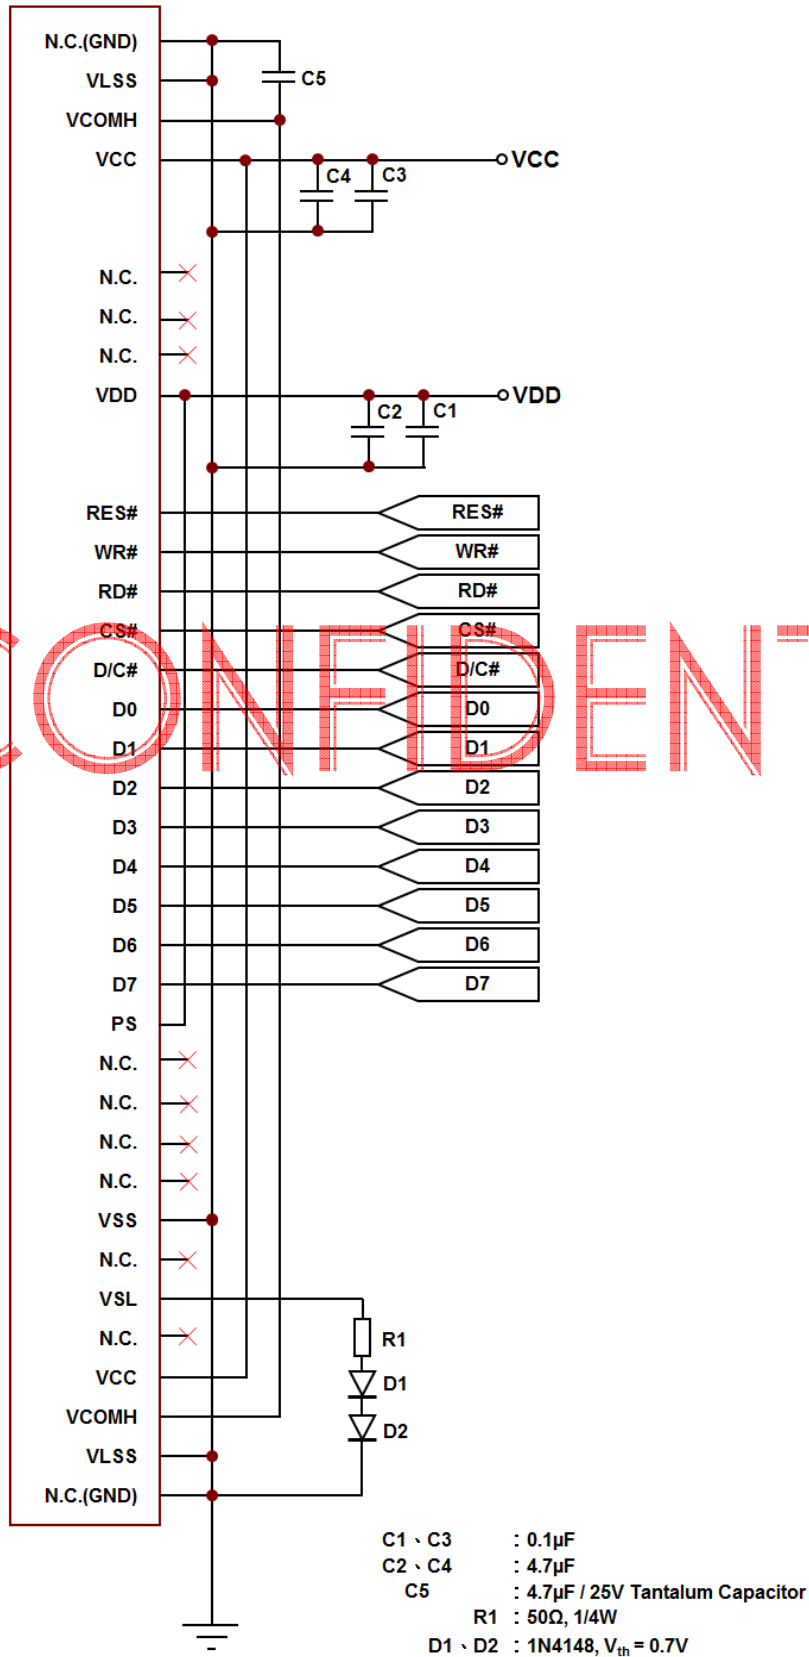 N.C.(GND)
VLSS
C5
VCOMH
VCC
VCC
C4
C3
N.C.
N.C.
N.C.
VDD
VDD
C2
C1
RES#
RES#
WR#
WR#
RD#
RD#
CS#
CS#
D/C#
D/C#
CONFIDENT
D0
D0
D1
D1
D2
D2
D3
D3
D4
D4
D5
D5
D6
D6
D7
D7
PS
N.C.
N.C.
N.C.
N.C.
VSS
N.C.
VSL
N.C.
R1
VCC
D1
VCOMH
D2
VLSS
N.C.(GND)
C1、C3 : 0.1µF
C2、C4 : 4.7µF
C5 : 4.7µF / 25V Tantalum Capacitor
R1 : 50Ω, 1/4W
D1、D2 : 1N4148, Vth = 0.7V